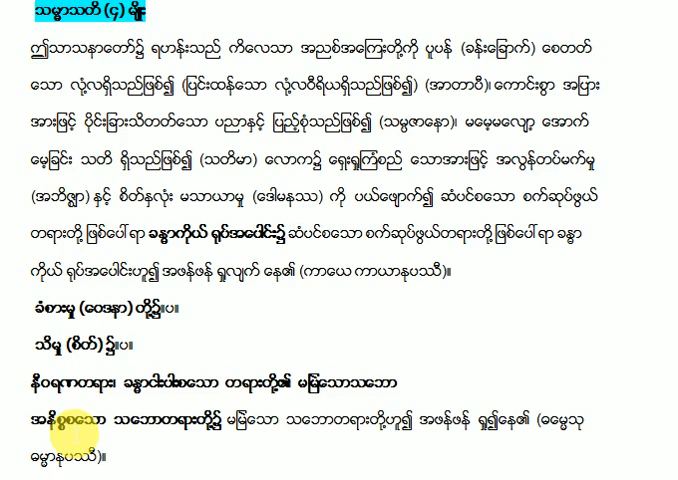 သမ္မာသတိ (၄) မျိုး
ဤသာသနာတော်၌ ရဟန်းသည် ကိလေသာ အညစ်အကြေးတို့ကို ပူပန် (ခန်းခြောက်) စေတတ်
သော လုံ့လရှိသည်ဖြစ်၍ (ပြင်းထန်သော လုံ့လဝီရိယရှိသည်ဖြစ်၍) (အာတာပီ)၊ ကောင်းစွာ အပြား
အားဖြင့် ပိုင်းခြားသိတတ်သော ပညာနှင့် ပြည့်စုံသည်ဖြစ်၍ (သမ္ပဇာနော)၊ မမေ့မလျော့ အောက်
မေ့ခြင်း သတိ ရှိသည်ဖြစ်၍ (သတိမာ) လောက၌ ရှေးရှုကြံစည် သောအားဖြင့် အလွန်တပ်မက်မှု
(အဘိဇ္ဈာ) နှင့် စိတ်နှလုံး မသာယာမှု (ဒေါမနဿ) ကို ပယ်ဖျောက်၍ ဆံပင်စသော စက်ဆုပ်ဖွယ်
တရားတို့ ဖြစ်ပေါ် ရာ ခန္ဓာကိုယ် ရုပ်အပေါင်း၌ ဆံပင်စသော စက်ဆုပ်ဖွယ်တရားတို့ ဖြစ်ပေါ် ရာ ခန္ဓာ
ကိုယ် ရုပ်အပေါင်းဟူ၍ အဖန်ဖန် ရှုလျက် နေ၏ (ကာယေ ကာယာနုပဿီ)။
ခံစားမှု (ဝေဒနာ) တို့၌။ပ။
သိမှု (စိတ်) ၌။ပ။
နီဝရဏတရား၊ ခန္ဓာငါးပါးစသော တရားတို့၏ မမြဲသောသဘော
အနိစ္စစသော သဘောတရားတို့၌ မမြဲသော သဘောတရားတို့ဟူ၍ အဖန်ဖန် ရှု၍နေ၏ (ဓမ္မေသု
ဓမ္မာနုပဿီ)။